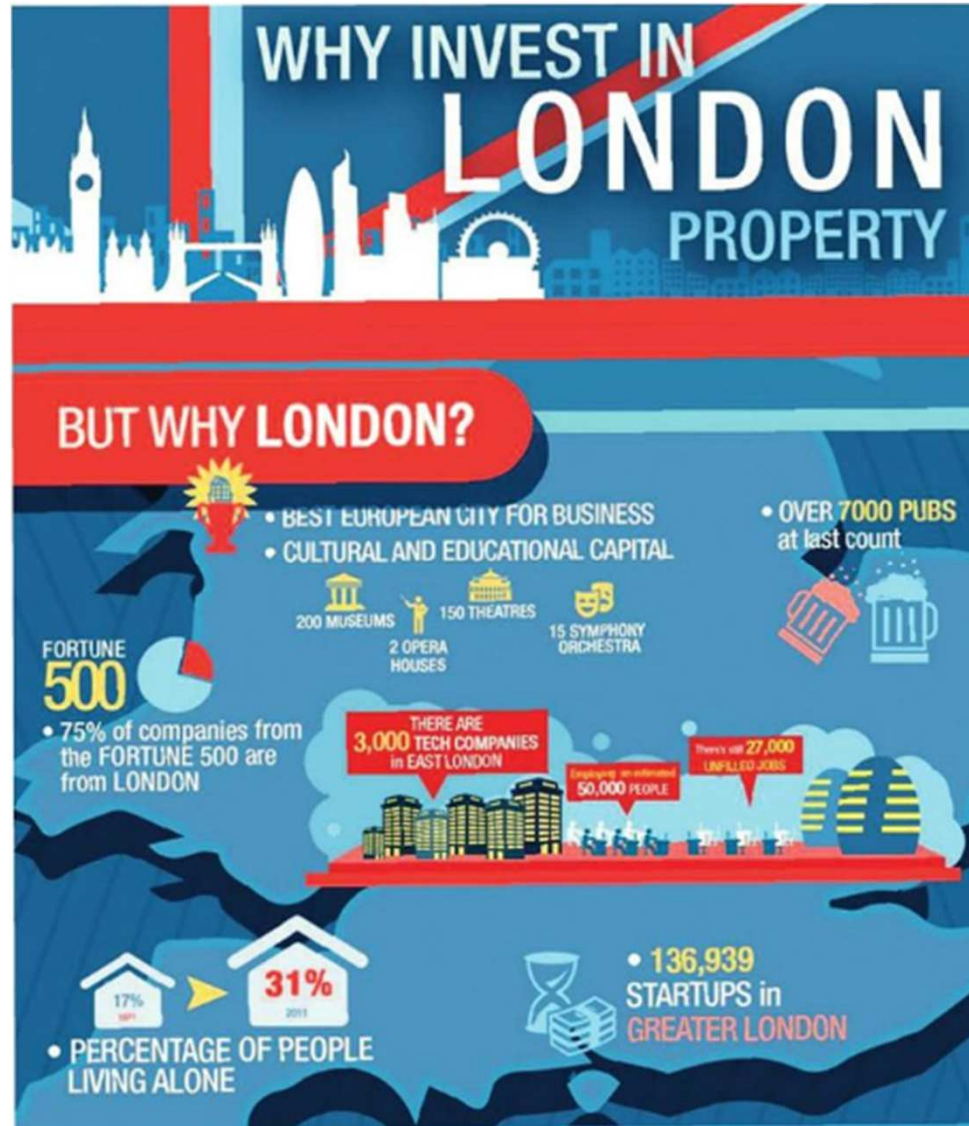 WHY INVEST IN
LONDON
PROPERTY
BUT WHY LONDON?
• BEST EUROPEAN CITY FOR BUSINESS
• CULTURAL AND EDUCATIONAL CAPITAL
200 MUSEUMS
2 OPERA
HOUSES
150 THEATRES
15 SYMPHONY
ORCHESTRA
• OVER 7000 PUBS
at last count
FORTUNE
500
• 75% of companies from
the FORTUNE 500 are
from LONDON
THERE ARE
3,000 TECH COMPANIES
in EAST LONDON
Employing an estimated
50,000 PEOPLE
There's still 27,000
UNFILLED JOBS
17%
31%
• PERCENTAGE OF PEOPLE
LIVING ALONE
• 136,939
STARTUPS in
GREATER LONDON